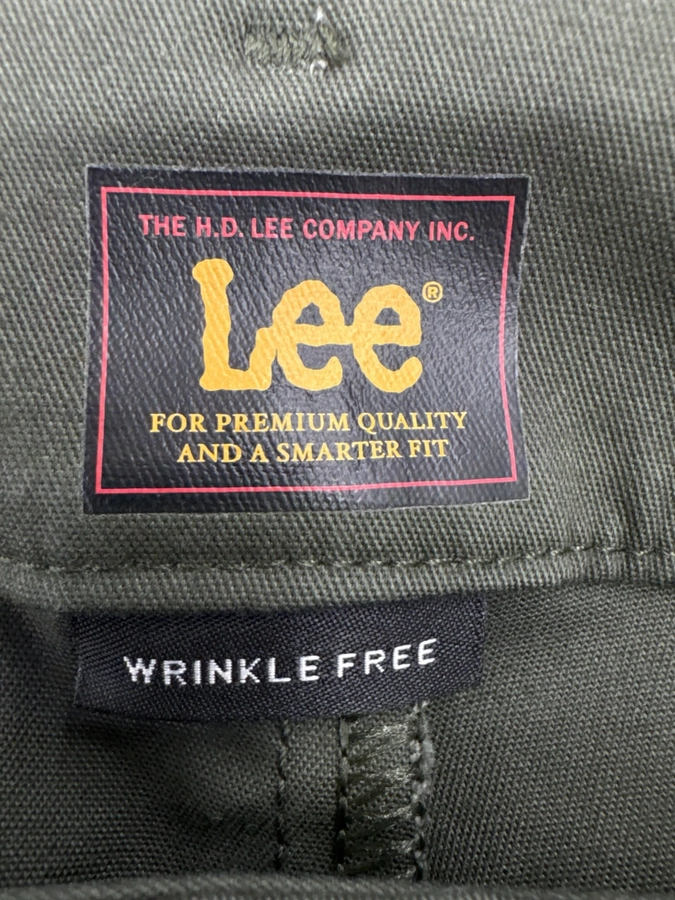 THE H.D. LEE COMPANY INC.
Lee®
FOR PREMIUM QUALITY
AND A SMARTER FIT
WRINKLE FREE